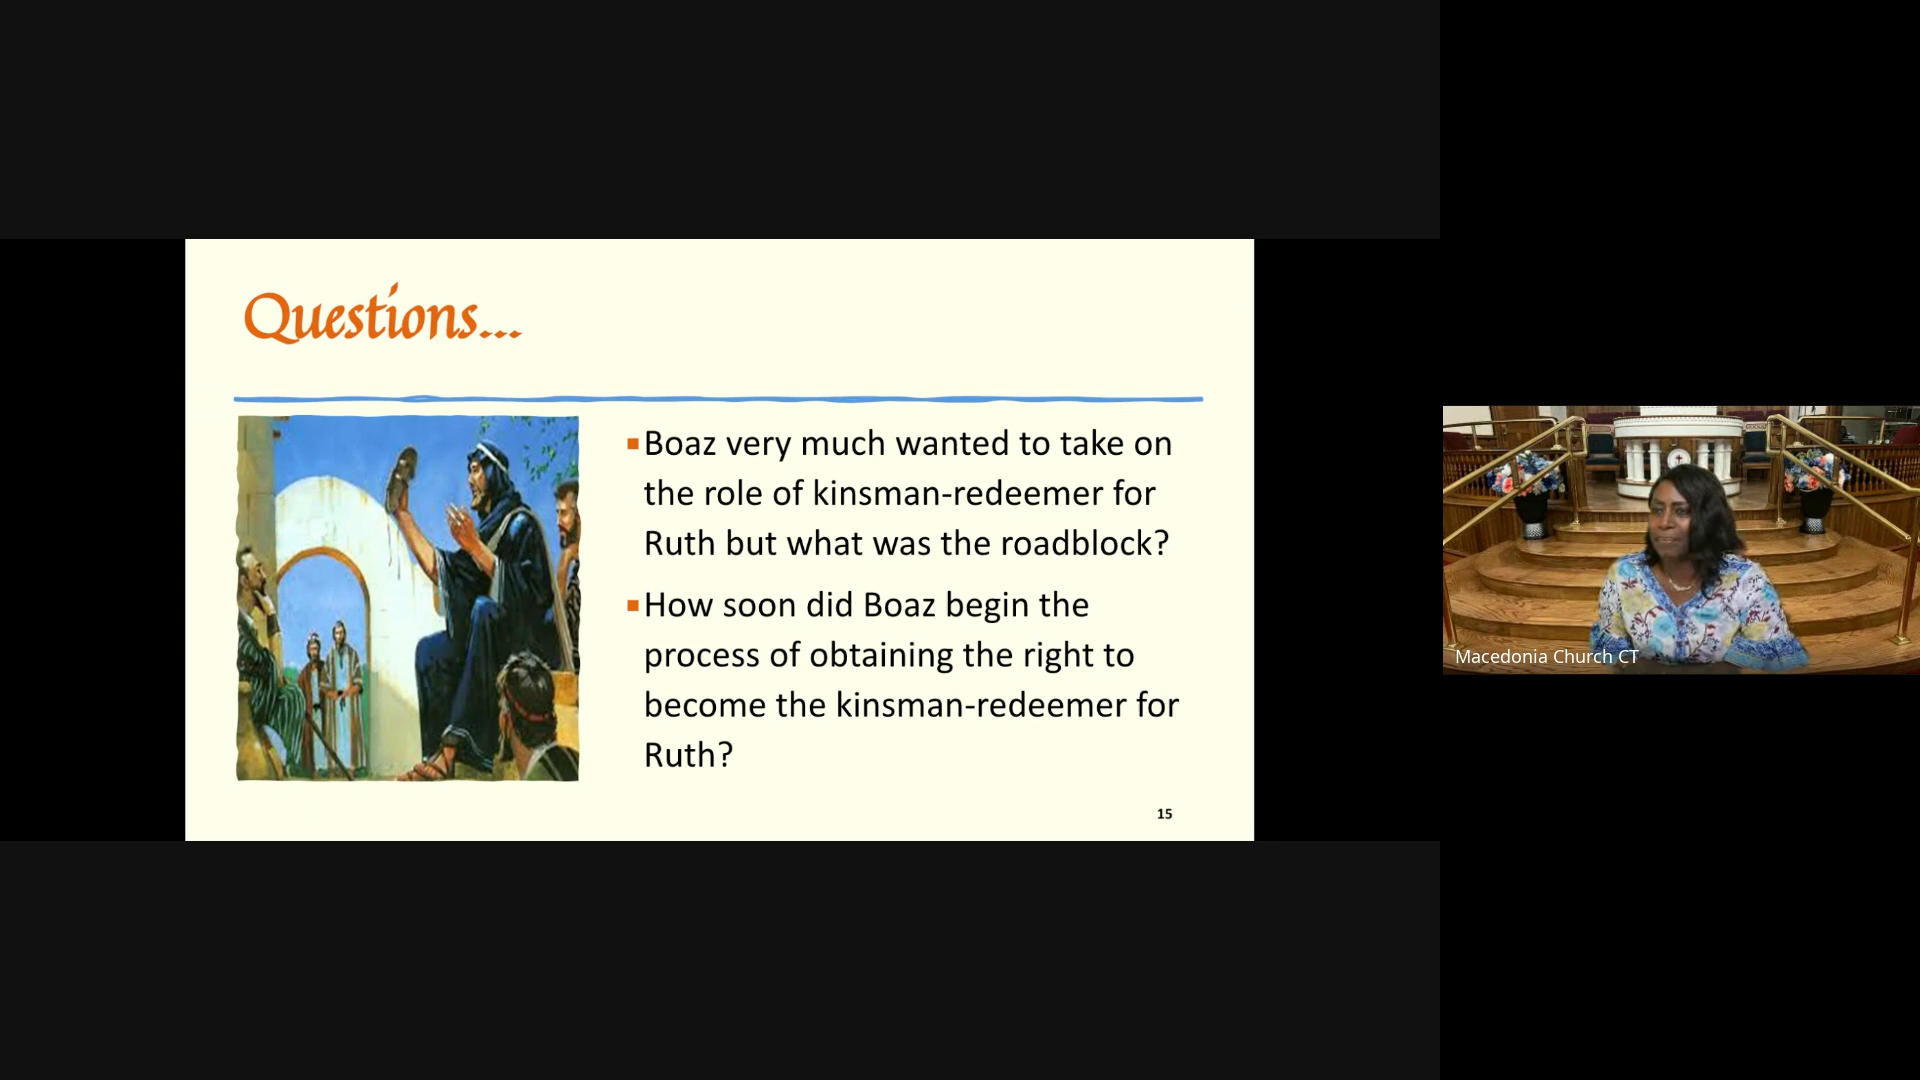 Questions...
▪Boaz very much wanted to take on
the role of kinsman-redeemer for
Ruth but what was the roadblock?
▪How soon did Boaz begin the
process of obtaining the right to
become the kinsman-redeemer for
Ruth?
15
Macedonia Church CT